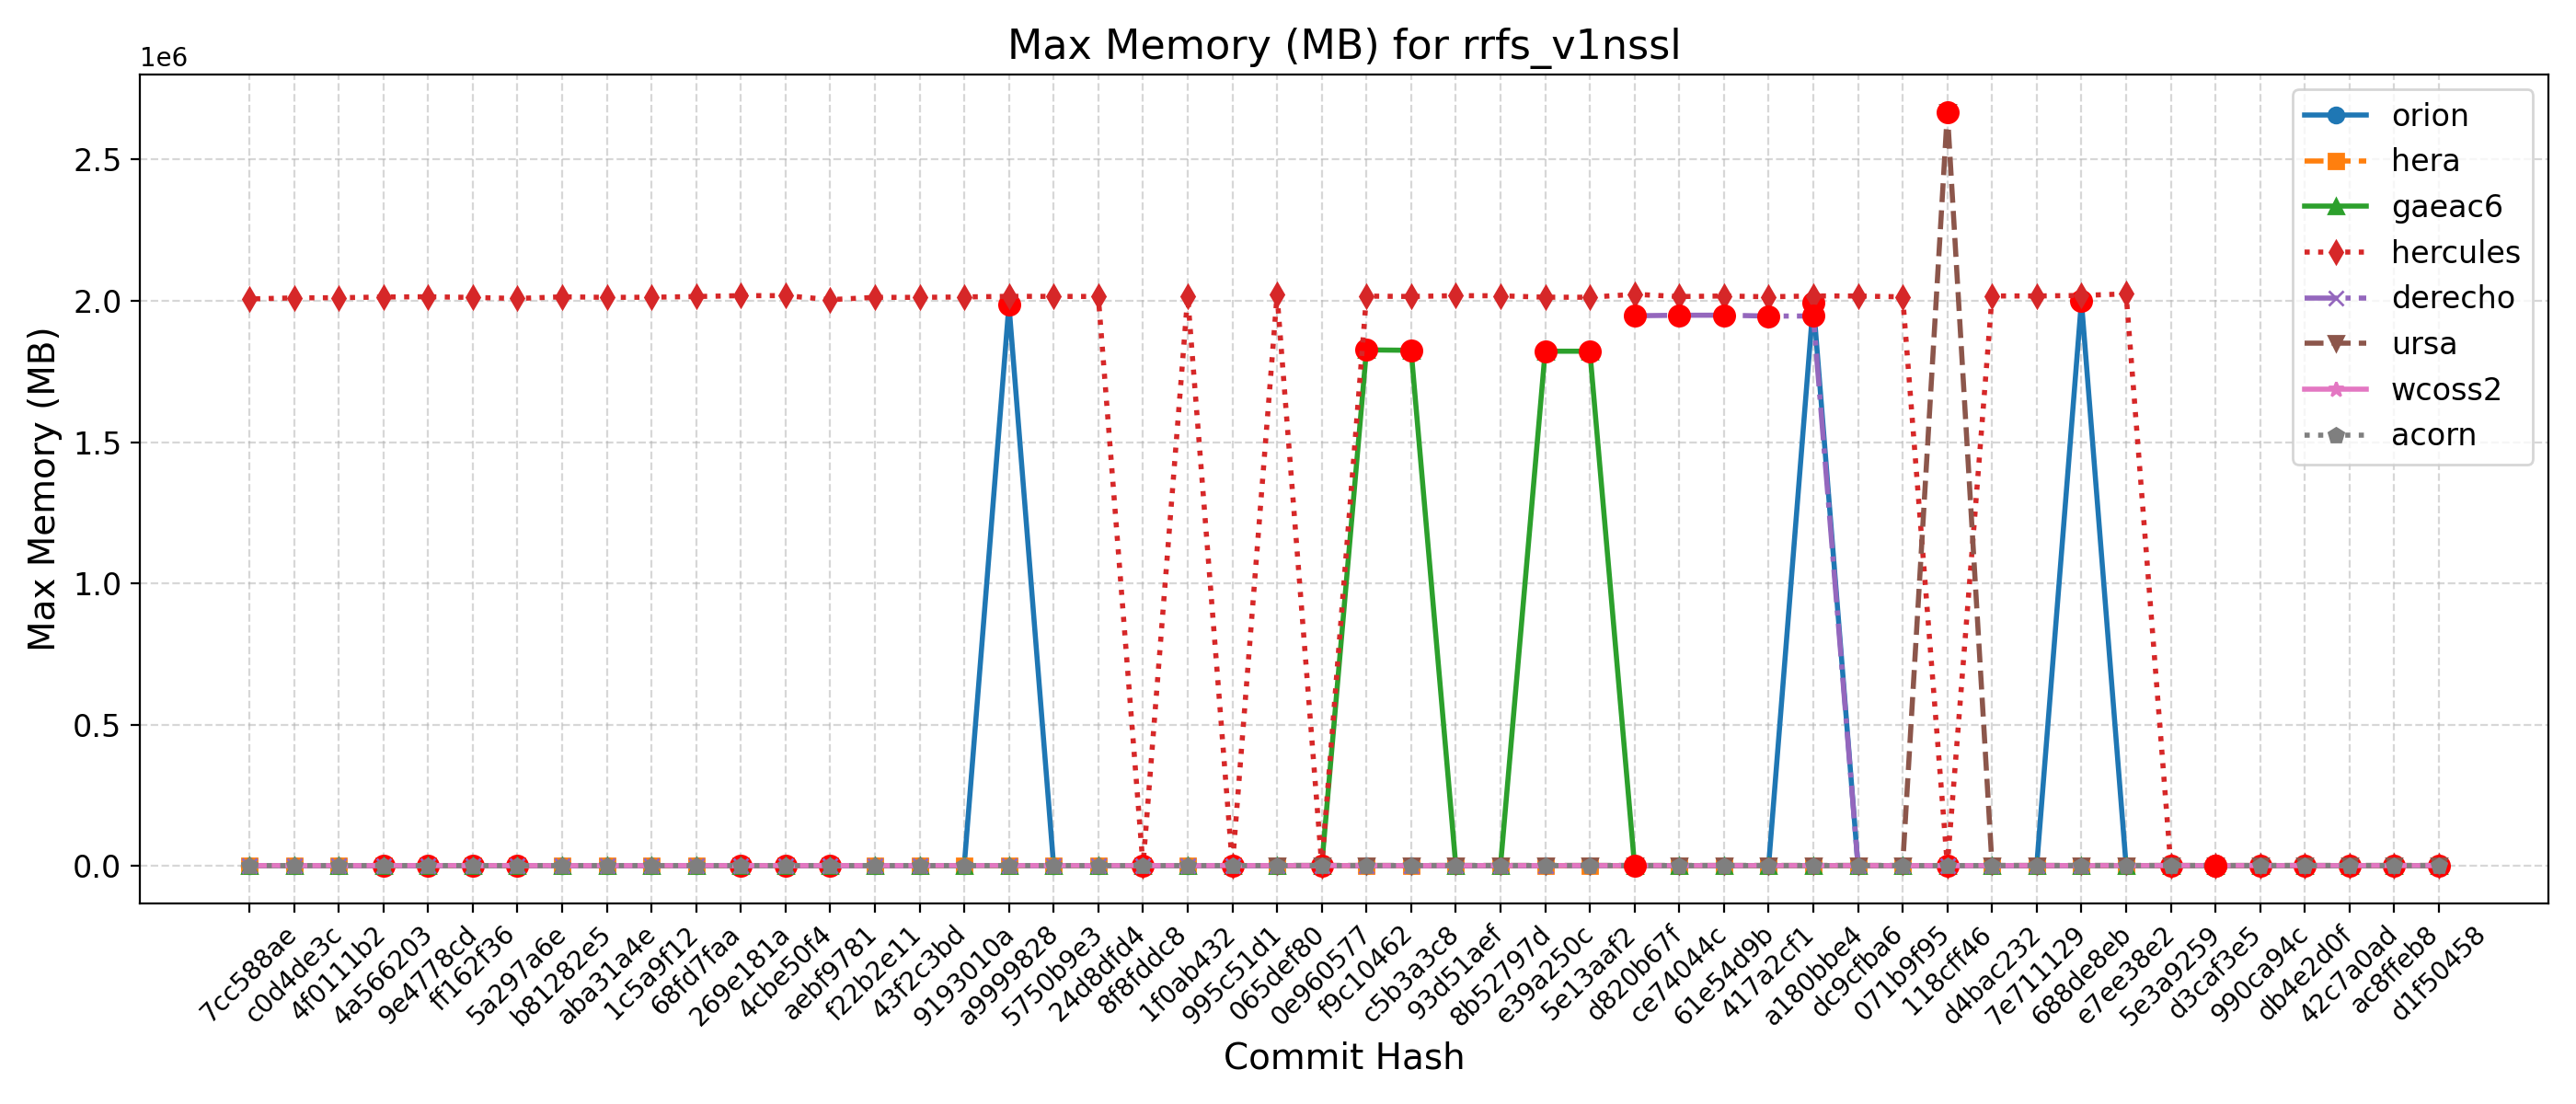 Max Memory (MB) for rrfs_v1nssl
1e6
2.5
2.0
1.5
1.0
0.5
0.0
Max Memory (MB)
orion
hera
gaeac6
hercules
derecho
ursa
wcoss2
acorn
7cc588ae
c0d4de3c
4f0111b2
4a566203
9e4778cd
ff162f36
5a297a6e
b81282e5
aba31a4e
1c5a9f12
68fd7faa
269e181a
4cbe50f4
aebf9781
f22b2e11
43f2c3bd
9193010a
a9999828
5750b9e3
24d8dfd4
8f8fddc8
1f0ab432
995c51d1
065def80
0e960577
f9c10462
c5b3a3c8
93d51aef
8b52797d
e39a250c
5e13aaf2
d820b67f
ce74044c
61e54d9b
417a2cf1
a180bbe4
dc9cfba6
071b9f95
118cff46
d4bac232
7e711129
688de8eb
e7ee38e2
5e3a9259
d3caf3e5
990ca94c
db4e2d0f
42c7a0ad
ac8ffeb8
d1f50458
Commit Hash